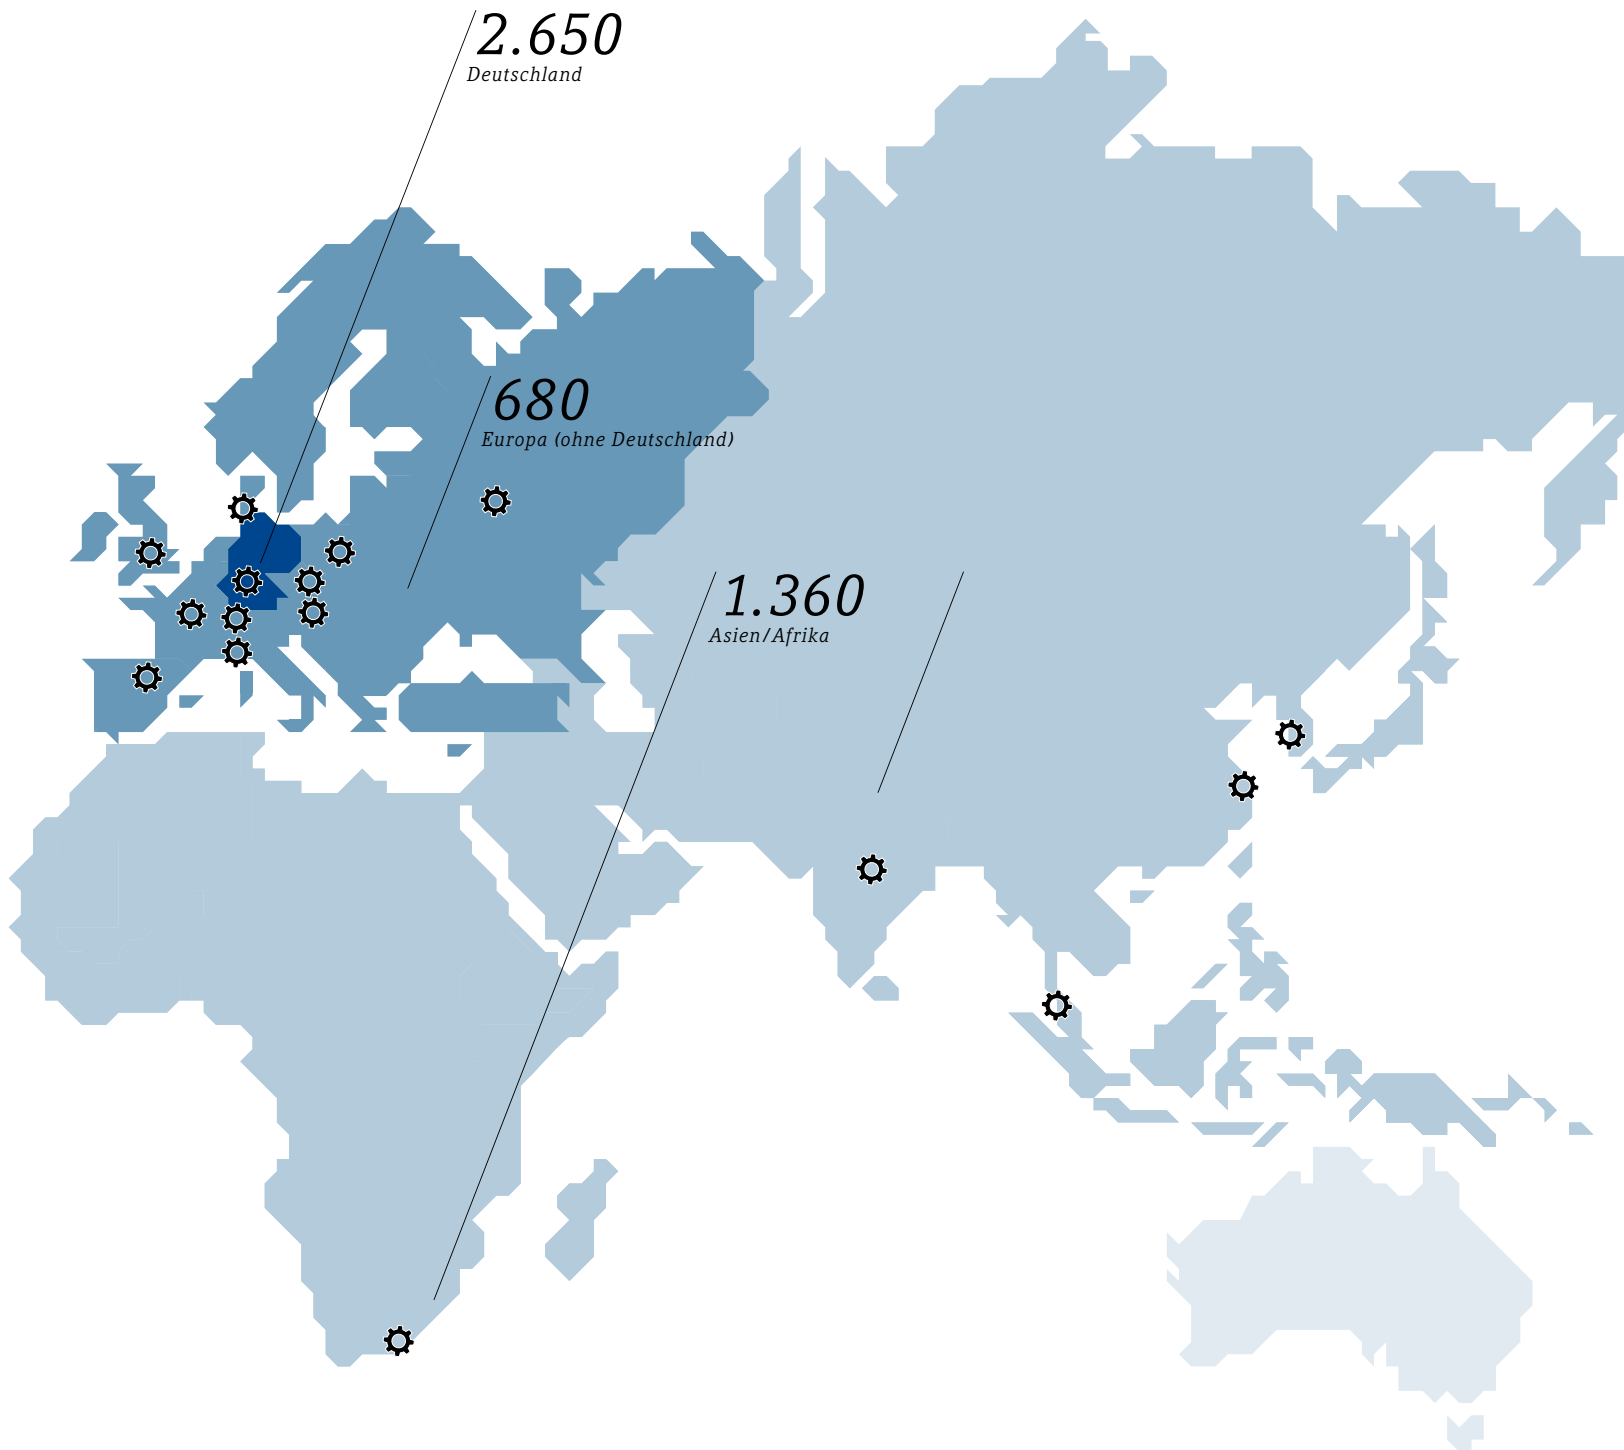 2.650
Deutschland
680
Europa (ohne Deutschland)
1.360
Asien/Afrika